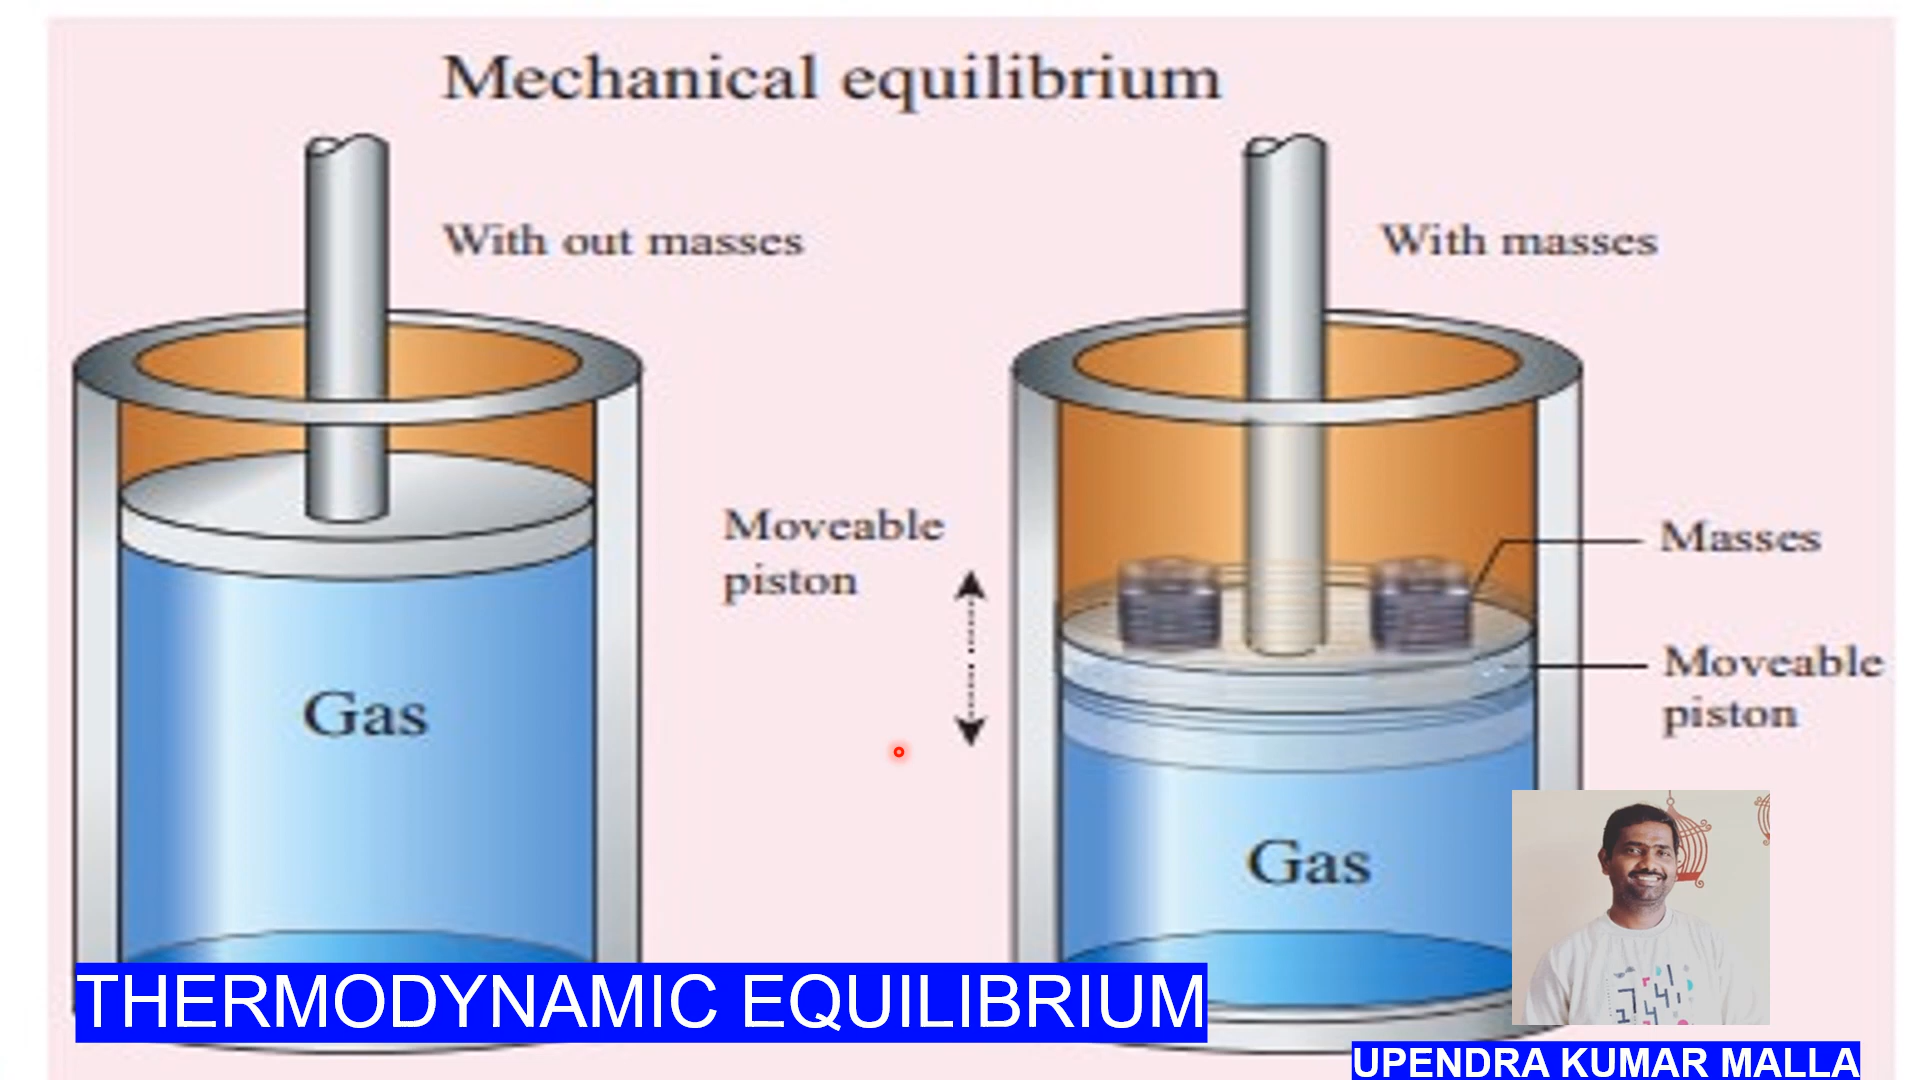 Mechanical equilibrium
With out masses
With masses
Moveable
piston
Masses
Moveable
piston
Gas
Gas
THERMODYNAMIC EQUILIBRIUM
UPENDRA KUMAR MALLA